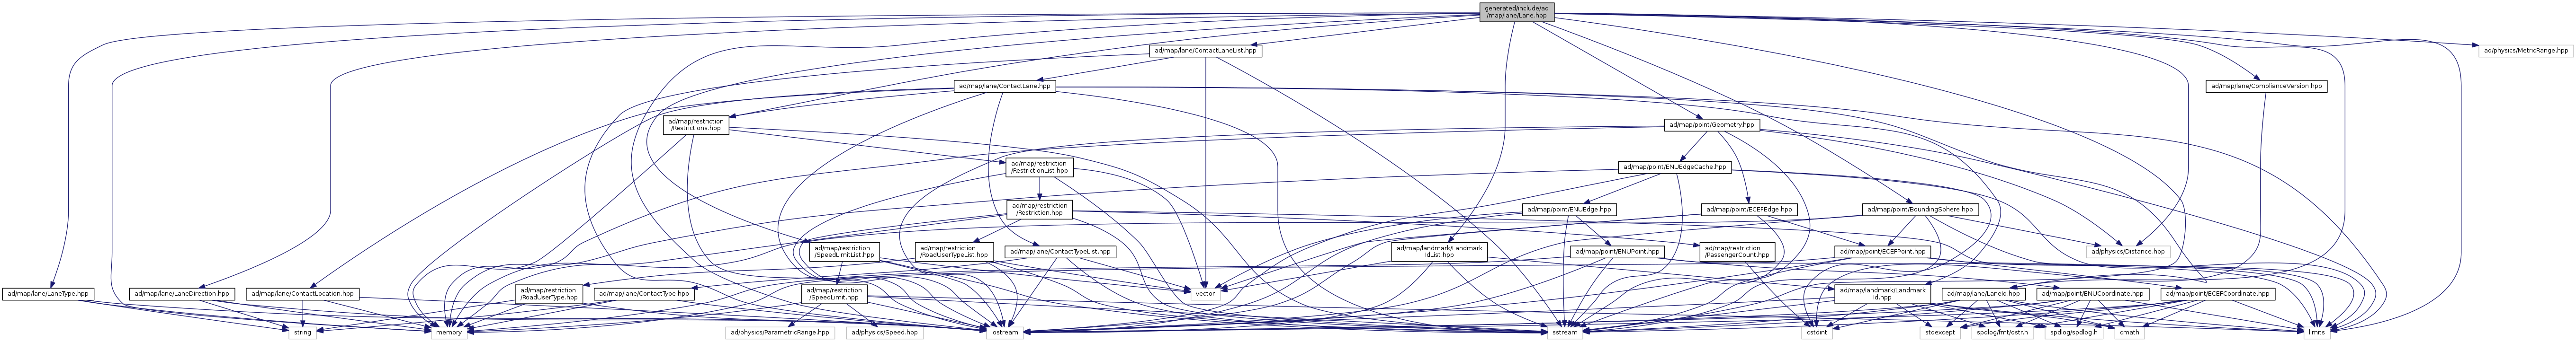 generated/include/ad
/map/lane/Lane.hpp
ad/map/lane/ContactLaneList.hpp
ad/physics/MetricRange.hpp
ad/map/lane/ContactLane.hpp
ad/map/lane/ComplianceVersion.hpp
ad/map/restriction
/Restrictions.hpp
ad/map/point/Geometry.hpp
ad/map/restriction
/RestrictionList.hpp
ad/map/point/ENUEdgeCache.hpp
ad/map/restriction
/Restriction.hpp
ad/map/point/ENUEdge.hpp
ad/map/point/ECEFEdge.hpp
ad/map/point/BoundingSphere.hpp
ad/map/restriction
/SpeedLimitList.hpp
ad/map/restriction
/RoadUserTypeList.hpp
ad/map/lane/ContactTypeList.hpp
ad/map/landmark/Landmark
IdList.hpp
ad/map/point/ENUPoint.hpp
ad/map/restriction
/PassengerCount.hpp
ad/map/point/ECEFPoint.hpp
ad/physics/Distance.hpp
ad/map/lane/LaneType.hpp
ad/map/lane/LaneDirection.hpp
ad/map/lane/ContactLocation.hpp
ad/map/restriction
/RoadUserType.hpp
ad/map/lane/ContactType.hpp
ad/map/restriction
/SpeedLimit.hpp
vector
ad/map/landmark/Landmark
Id.hpp
ad/map/lane/LaneId.hpp
ad/map/point/ENUCoordinate.hpp
ad/map/point/ECEFCoordinate.hpp
string
memory
ad/physics/ParametricRange.hpp
ad/physics/Speed.hpp
iostream
sstream
cstdint
stdexcept
spdlog/fmt/ostr.h
spdlog/spdlog.h
cmath
limits